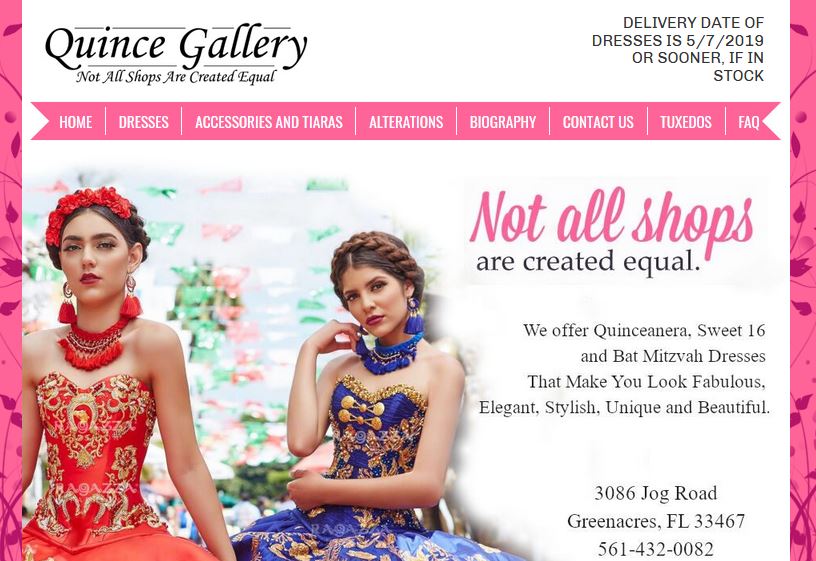 Quince Gallery
Not All Shops Are Created Equal
DELIVERY DATE OF
DRESSES IS 5/7/2019
OR SOONER, IF IN
STOCK
HOME DRESSES ACCESSORIES AND TIARAS ALTERATIONS BIOGRAPHY CONTACT US TUXEDOS FAQ
Not all shops
are created equal.
We offer Quinceanera, Sweet 16
and Bat Mitzvah Dresses
That Make You Look Fabulous,
Elegant, Stylish, Unique and Beautiful.
RAGAZZA
RAGAZZA
RAGAZZA
3086 Jog Road
Greenacres, FL 33467
561-432-0082